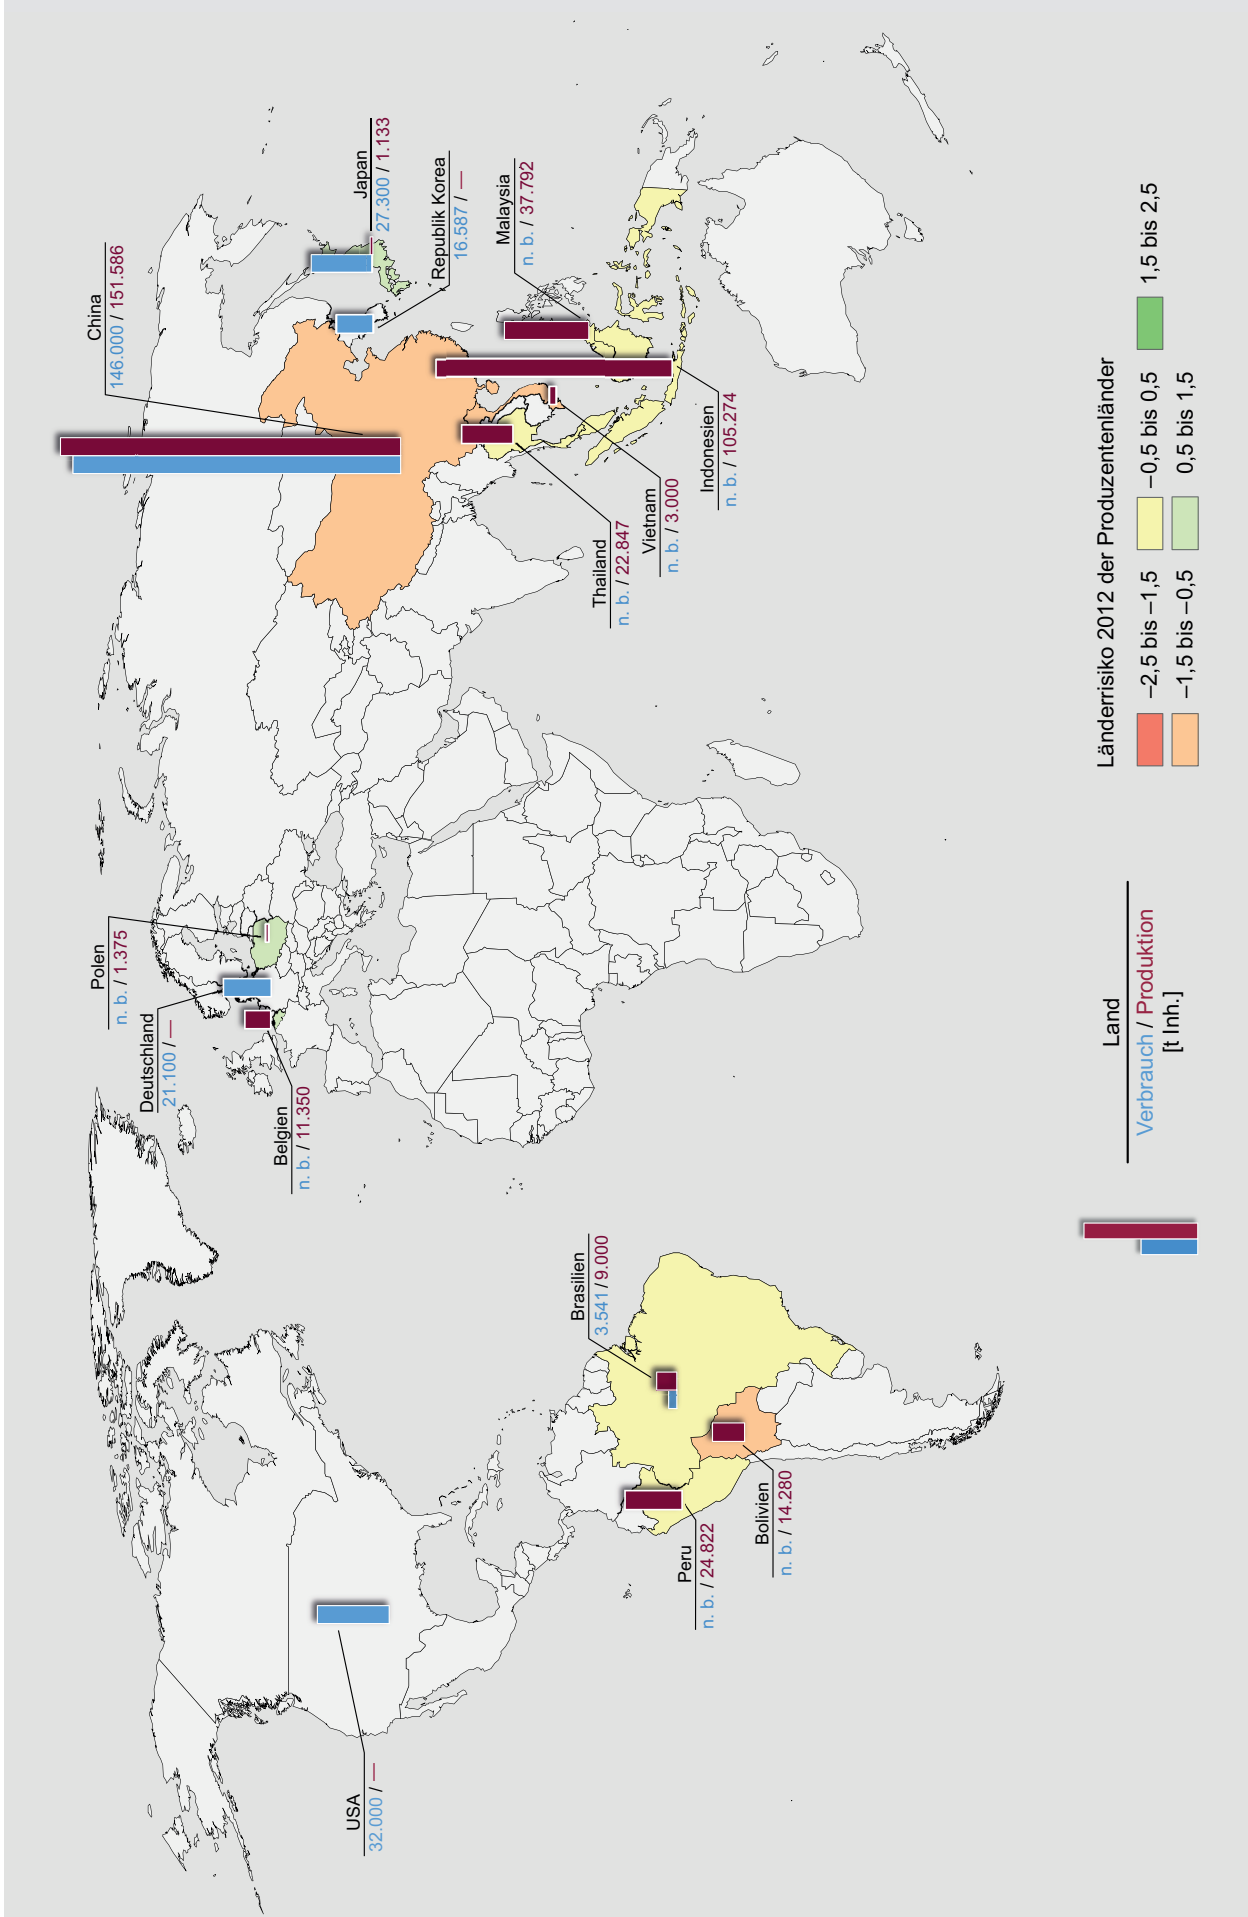 USA
32.000 / —
Peru
n. b. / 24.822
Bolivien
n. b. / 14.280
Brasilien
3.541 / 9.000
Polen
n. b. / 1.375
Deutschland
21.100 / —
Belgien
n. b. / 11.350
China
146.000 / 151.586
Japan
27.300 / 1.133
Republik Korea
16.587 / —
Malaysia
n. b. / 37.792
Thailand
n. b. / 22.847
Vietnam
n. b. / 3.000
Indonesien
n. b. / 105.274
Land
Verbrauch / Produktion
[t Inh.]
Länderrisiko 2012 der Produzentenländer
–2,5 bis –1,5
–0,5 bis 0,5
1,5 bis 2,5
–1,5 bis –0,5
0,5 bis 1,5